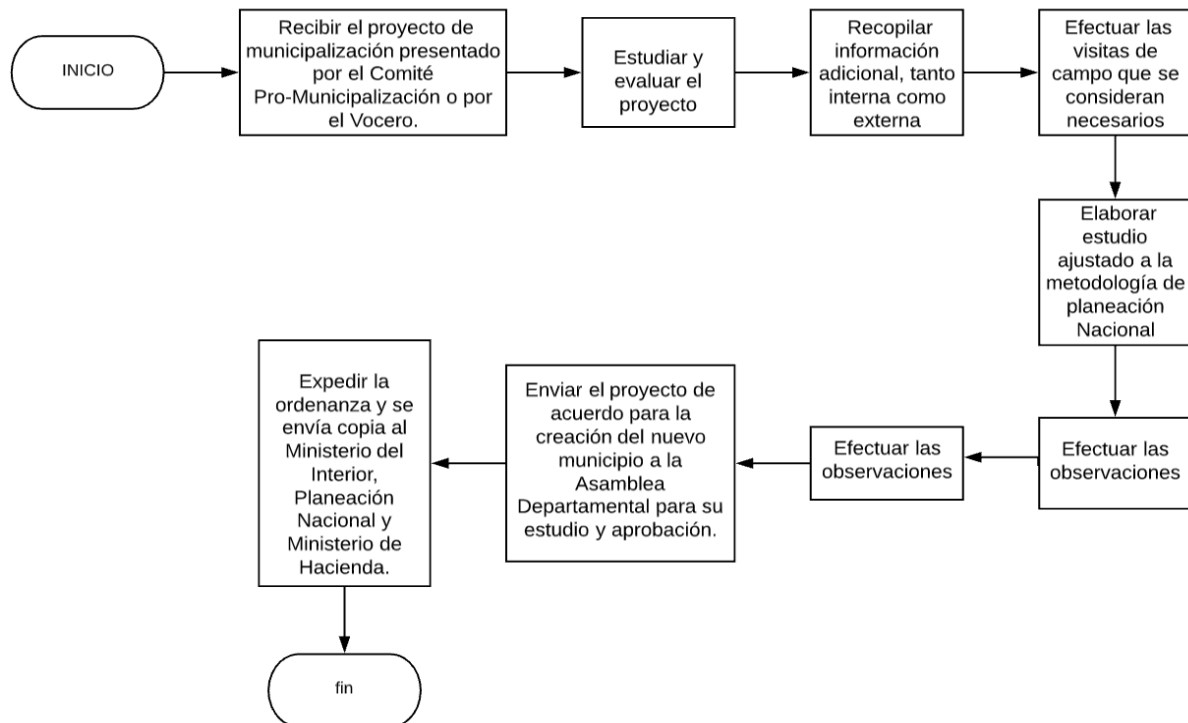 INICIO
Recibir el proyecto de
municipalización presentado
por el Comité
Pro-Municipalización o por
el Vocero.
Estudiar y
evaluar el
proyecto
Recopilar
información
adicional, tanto
interna como
externa
Efectuar las
visitas de
campo que se
consideran
necesarios
Elaborar
estudio
ajustado a la
metodología de
planeación
Nacional
Efectuar las
observaciones
Efectuar las
observaciones
Enviar el proyecto de
acuerdo para la
creación del nuevo
municipio a la
Asamblea
Departamental para su
estudio y aprobación.
Expedir la
ordenanza y se
envía copia al
Ministerio del
Interior,
Planeación
Nacional y
Ministerio de
Hacienda.
fin